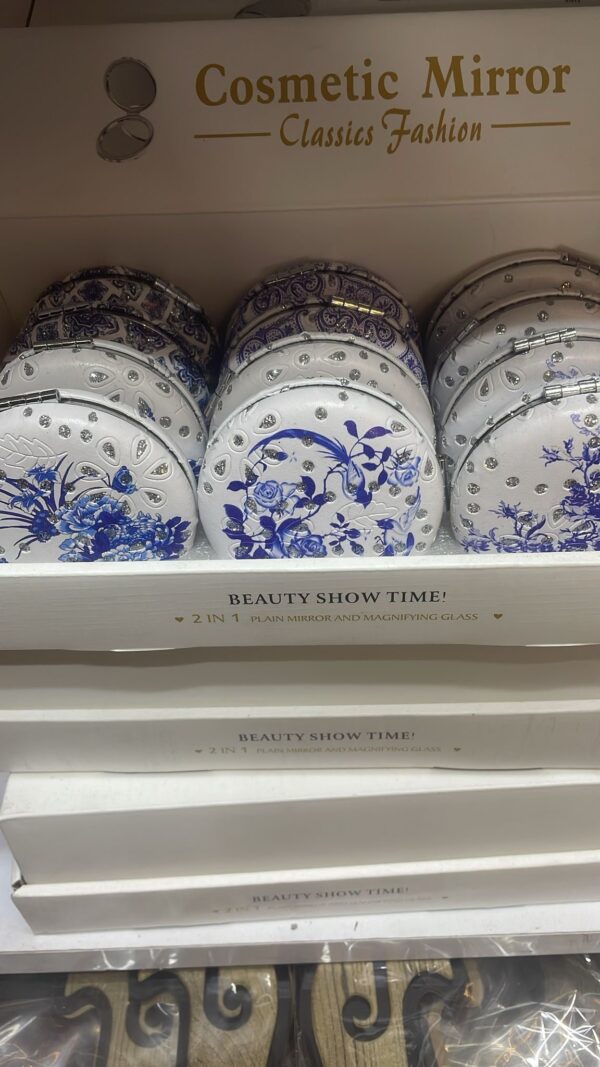 Cosmetic Mirror
Classics Fashion
BEAUTY SHOW TIME!
2 IN 1 PLAIN MIRROR AND MAGNIFYING GLASS
BEAUTY SHOW TIME!
2 IN 1 PLAIN MIRROR AND MAGNIFYING GLASS
BEAUTY SHOW TIME!